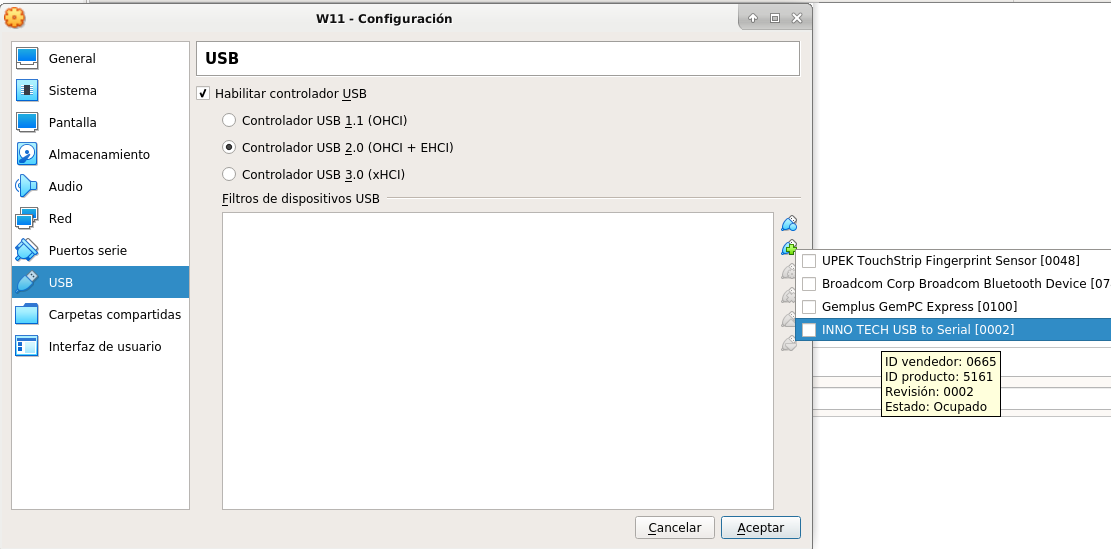 W11 - Configuración
General
Sistema
Pantalla
Almacenamiento
Audio
Red
Puertos serie
USB
Carpetas compartidas
Interfaz de usuario
USB
Habilitar controlador USB
Controlador USB 1.1 (OHCI)
Controlador USB 2.0 (OHCI + EHCI)
Controlador USB 3.0 (xHCI)
Filtros de dispositivos USB
UPEK TouchStrip Fingerprint Sensor [0048]
Broadcom Corp Broadcom Bluetooth Device [07
Gemplus GemPC Express [0100]
INNO TECH USB to Serial [0002]
ID vendedor: 0665
ID producto: 5161
Revisión: 0002
Estado: Ocupado
Cancelar
Aceptar